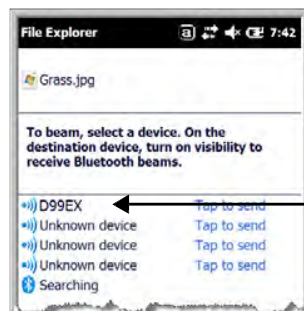 File Explorer a 7:42
Grass.jpg
To beam, select a device. On the
destination device, turn on visibility to
receive Bluetooth beams.
D99EX Tap to send
Unknown device Tap to send
Unknown device Tap to send
Unknown device Tap to send
Searching